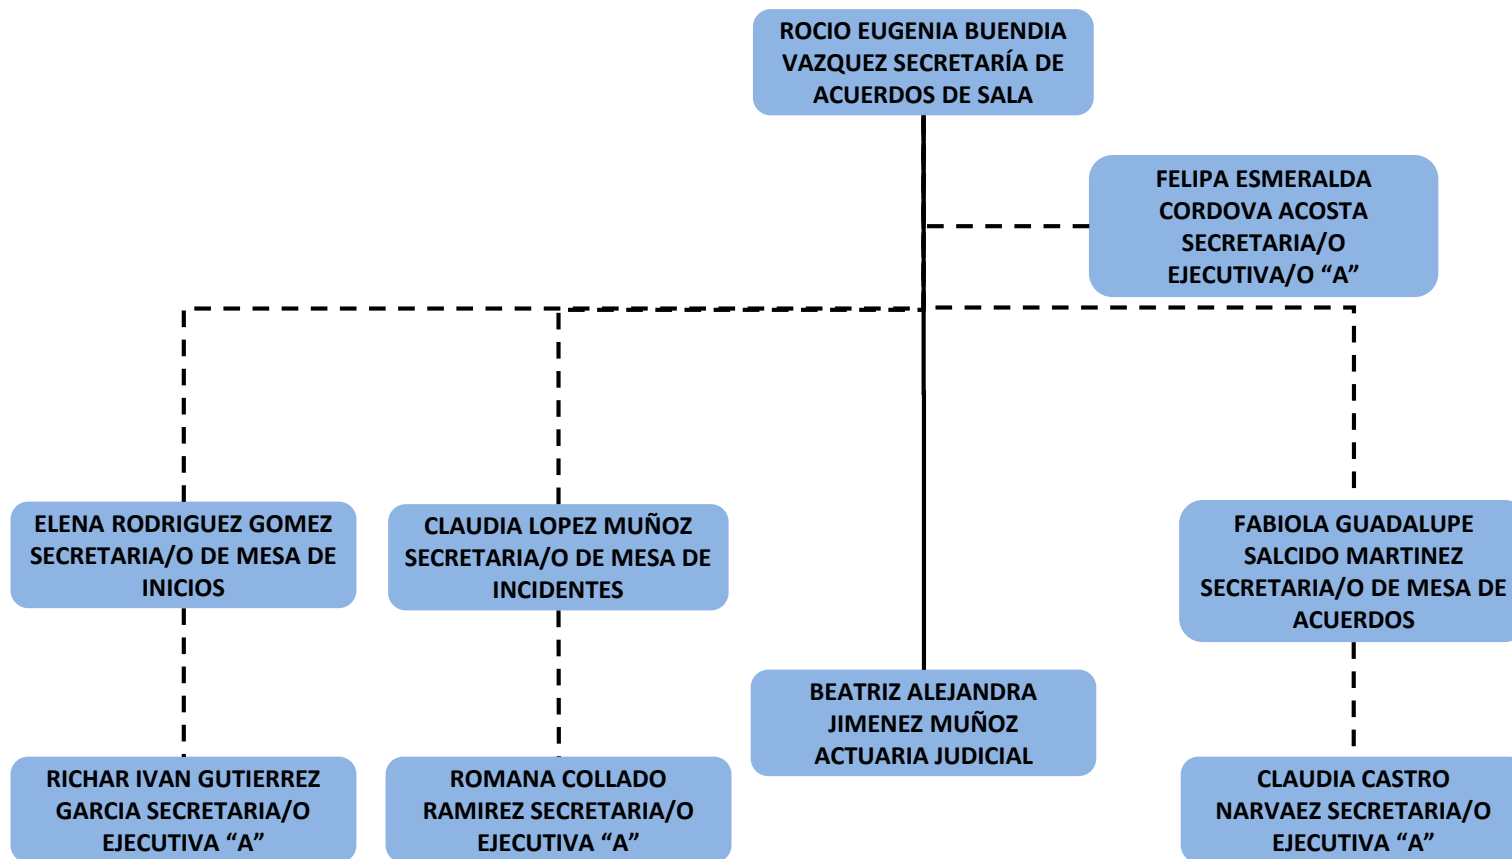 ROCIO EUGENIA BUENDIA
VAZQUEZ SECRETARÍA DE
ACUERDOS DE SALA
FELIPA ESMERALDA
CORDOVA ACOSTA
SECRETARIA/O
EJECUTIVA/O “A”
ELENA RODRIGUEZ GOMEZ
SECRETARIA/O DE MESA DE
INICIOS
CLAUDIA LOPEZ MUÑOZ
SECRETARIA/O DE MESA DE
INCIDENTES
FABIOLA GUADALUPE
SALCIDO MARTINEZ
SECRETARIA/O DE MESA DE
ACUERDOS
BEATRIZ ALEJANDRA
JIMENEZ MUÑOZ
ACTUARIA JUDICIAL
RICHAR IVAN GUTIERREZ
GARCIA SECRETARIA/O
EJECUTIVA “A”
ROMANA COLLADO
RAMIREZ SECRETARIA/O
EJECUTIVA “A”
CLAUDIA CASTRO
NARVAEZ SECRETARIA/O
EJECUTIVA “A”